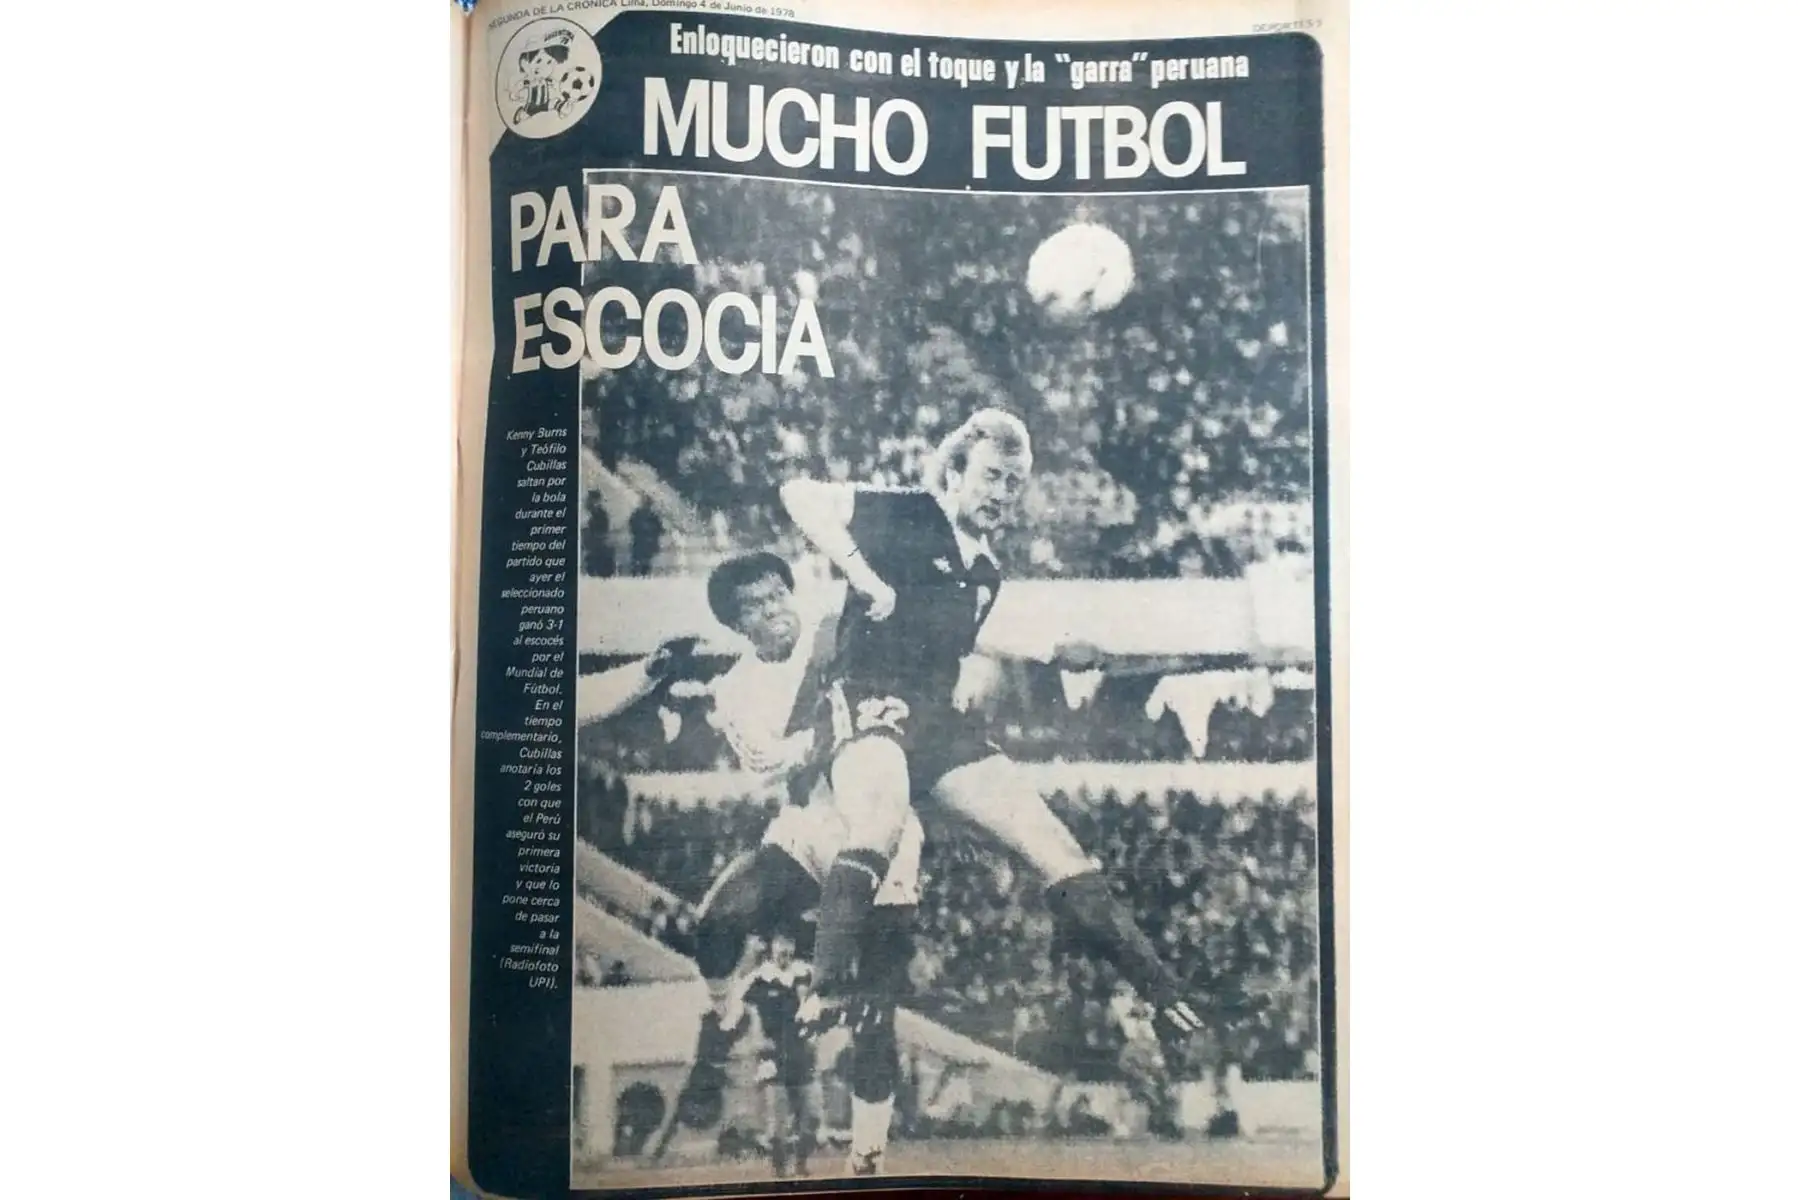 SEGUNDA DE LA CRONICA Lima, Domingo 4 de Junio de 1978
DEPORTES
ARGENTINA 78
Enloquecieron con el toque y la "garra" peruana
MUCHO FUTBOL
PARA
ESCOCIA
Kenny Burns
y Teófilo
Cubillas
saltan por
la bola
durante el
primer
tiempo del
partido que
ayer el
seleccionado
peruano
ganó 3-1
al escocés
por el
Mundial de
Fútbol.
En el
tiempo
complementario,
Cubillas
anotaría los
2 goles
con que
el Perú
aseguró su
primera
victoria
y que lo
pone cerca
de pasar
a la
semifinal
(Radiofoto
UPI).
22